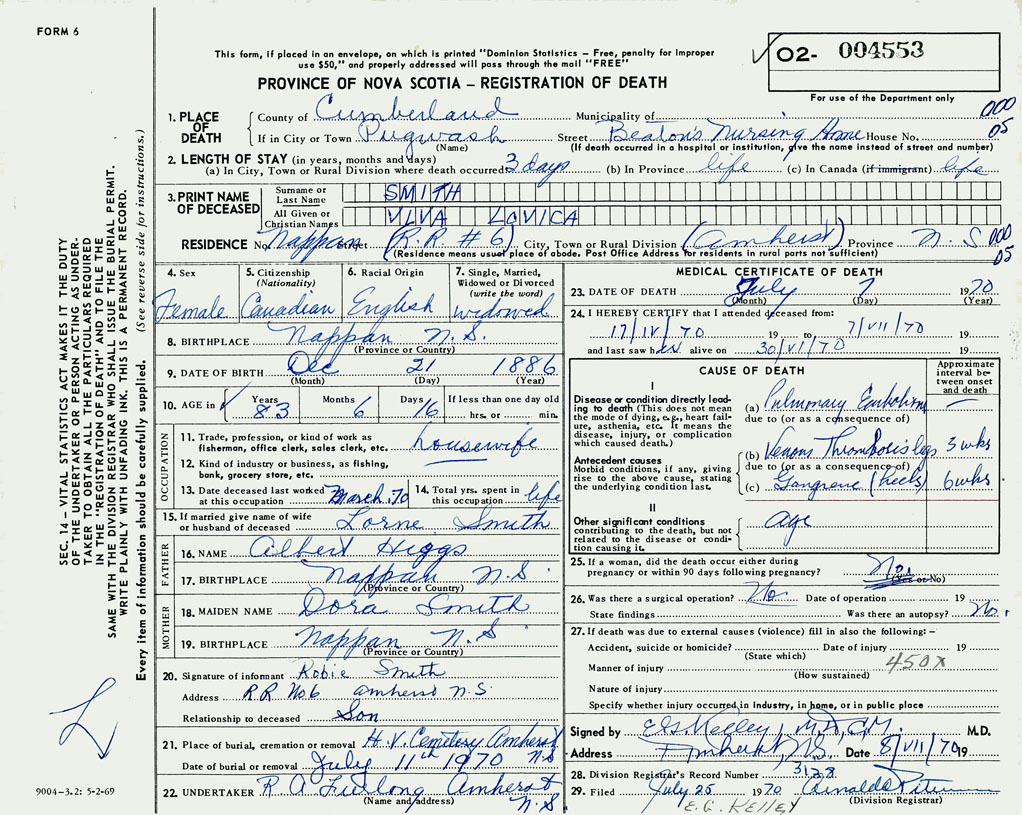 FORM 6
This form, if placed in an envelope, on which is printed "Dominion Statistics – Free, penalty for improper
use $50," and properly addressed will pass through the mail "FREE"
O2- 004553
PROVINCE OF NOVA SCOTIA – REGISTRATION OF DEATH
For use of the Department only
1. PLACE OF DEATH County of Cumberland Municipality of 000
If in City or Town Pugwash Street Beaton's Nursing Home House No. 05
(Name) (If death occurred in a hospital or institution, give the name instead of street and number)
2. LENGTH OF STAY (in years, months and days)
(a) In City, Town or Rural Division where death occurred 3 days (b) In Province life (c) In Canada (if immigrant) life
3. PRINT NAME OF DECEASED
Surname or Last Name SMITH
All Given or Christian Names VLVA LOVICA
RESIDENCE No. Nappan Street (R.R # 6) City, Town or Rural Division (Amherst) Province N.S. 000
(Residence means usual place of abode. Post Office Address for residents in rural parts not sufficient) 05
4. Sex Female
5. Citizenship (Nationality) Canadian
6. Racial Origin English
7. Single, Married, Widowed or Divorced (write the word) widowed
8. BIRTHPLACE Nappan N.S.
(Province or Country)
9. DATE OF BIRTH Dec 21 1886
(Month) (Day) (Year)
10. AGE in Years 83 Months 6 Days 16 If less than one day old
hrs. or min.
OCCUPATION
11. Trade, profession, or kind of work as
fisherman, office clerk, sales clerk, etc. housewife
12. Kind of industry or business, as fishing,
bank, grocery store, etc.
13. Date deceased last worked at this occupation March 70
14. Total yrs. spent in this occupation life
15. If married give name of wife
or husband of deceased Lorne Smith
FATHER
16. NAME Albert Higgs
17. BIRTHPLACE Nappan N.S
(Province or Country)
MOTHER
18. MAIDEN NAME Dora Smith
19. BIRTHPLACE Nappan N.S
(Province or Country)
20. Signature of informant Robie Smith
Address R.R No 6 Amherst N.S.
Relationship to deceased Son
21. Place of burial, cremation or removal H.V. Cemetery Amherst
Date of burial or removal July 11th 1970 N.S
22. UNDERTAKER R. A Furlong Amherst
(Name and address) N.S.
MEDICAL CERTIFICATE OF DEATH
23. DATE OF DEATH July 7 1970
(Month) (Day) (Year)
24. I HEREBY CERTIFY that I attended deceased from:
17/IV/70 19 to 7/VII/70 19
and last saw her alive on 30/VI/70 19
CAUSE OF DEATH
Approximate interval between onset and death
I
Disease or condition directly leading to death (This does not
mean the mode of dying, e.g., heart failure, asthenia, etc. It means the
disease, injury, or complication which caused death.)
(a) Pulmonary Embolism –
due to (or as a consequence of)
Antecedent causes
Morbid conditions, if any, giving rise to the above cause, stating
the underlying condition last.
(b) Venous Thrombosis legs 3 wks
due to (or as a consequence of)
(c) Gangrene (heels) 6 wks
II
Other significant conditions
contributing to the death, but not related to the disease or condition causing it.
age
25. If a woman, did the death occur either during
pregnancy or within 90 days following pregnancy? No.
(Yes or No)
26. Was there a surgical operation? No. Date of operation 19
State findings Was there an autopsy? No.
27. If death was due to external causes (violence) fill in also the following: –
Accident, suicide or homicide? Date of injury 19
(State which)
Manner of injury 450X
(How sustained)
Nature of injury
Specify whether injury occurred in Industry, in home, or in public place
Signed by E G Kelley, M.D., C.M. M.D.
Address Amherst, N.S. Date 8/VII/70 19
28. Division Registrar's Record Number
29. Filed July 25 1970
(Division Registrar)
E. G. KELLEY
SEC. 14 – VITAL STATISTICS ACT MAKES IT THE DUTY
OF THE UNDERTAKER OR PERSON ACTING AS UNDER-
TAKER TO OBTAIN ALL THE PARTICULARS REQUIRED
IN THE "REGISTRATION OF DEATH" AND TO FILE THE
SAME WITH THE DIVISION REGISTRAR WHO SHALL ISSUE THE BURIAL PERMIT.
WRITE PLAINLY WITH UNFADING INK. THIS IS A PERMANENT RECORD.
Every item of information should be carefully supplied. (See reverse side for instructions.)
9004-3.2: 5-2-69